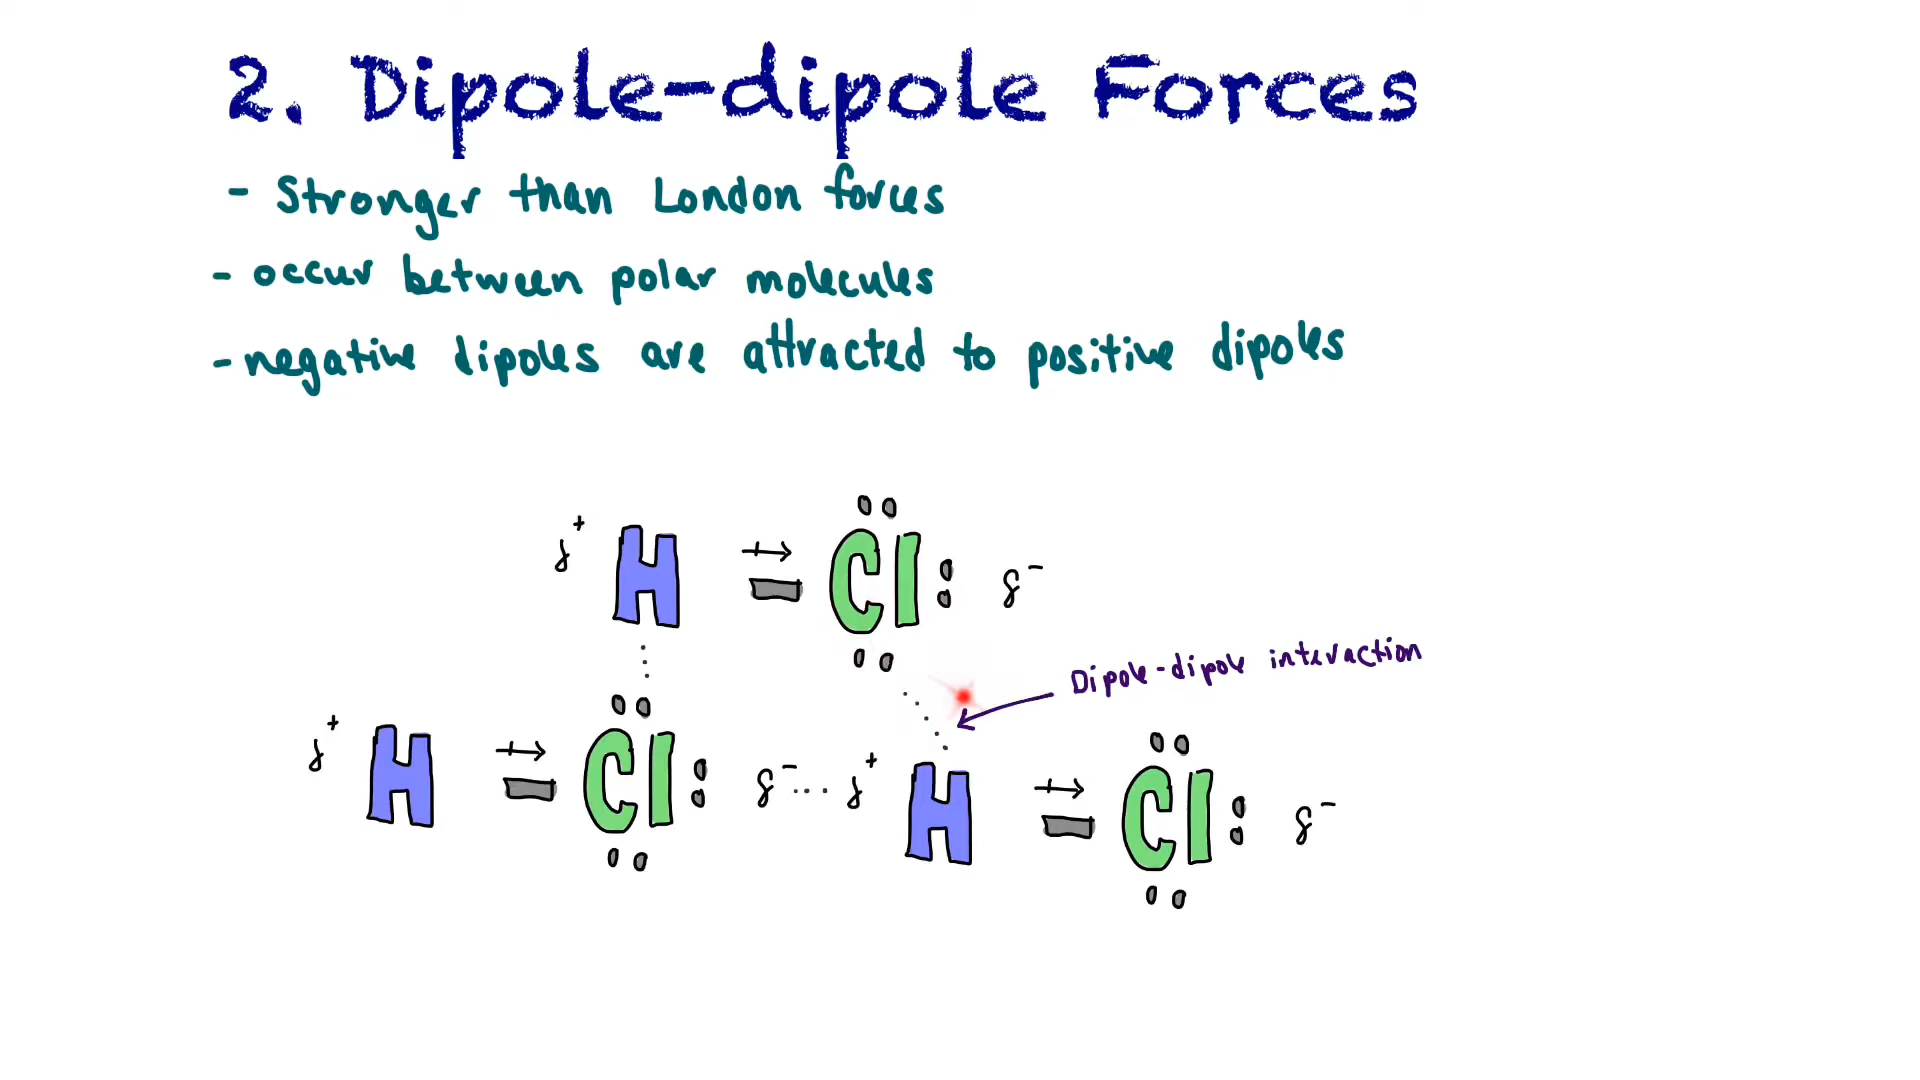 2. Dipole-dipole Forces
- Stronger than London forces
- occur between polar molecules
- negative dipoles are attracted to positive dipoles
δ+ H Cl δ-
Dipole-dipole interaction
δ+ H Cl δ- ... δ+ H Cl δ-